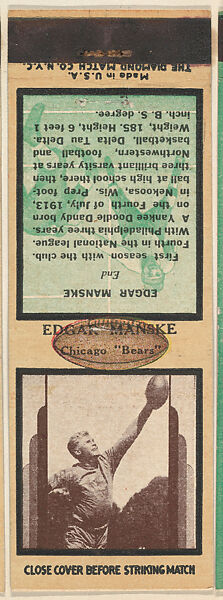 Made in U.S.A.
THE DIAMOND MATCH CO. N.Y.C.
EDGAR MANSKE
End
First season with the club.
Fourth in the National league.
With Philadelphia three years.
A Yankee Doodle Dandy born
on the Fourth of July, 1913,
in Nekoosa, Wis. Prep foot-
ball at high school there, then
three brilliant varsity years at
Northwestern, football and
basketball. Delta Tau Delta.
Weight, 185. Height, 6 feet 1
inch. B. S. degree.
EDGAR MANSKE
Chicago "Bears"
CLOSE COVER BEFORE STRIKING MATCH